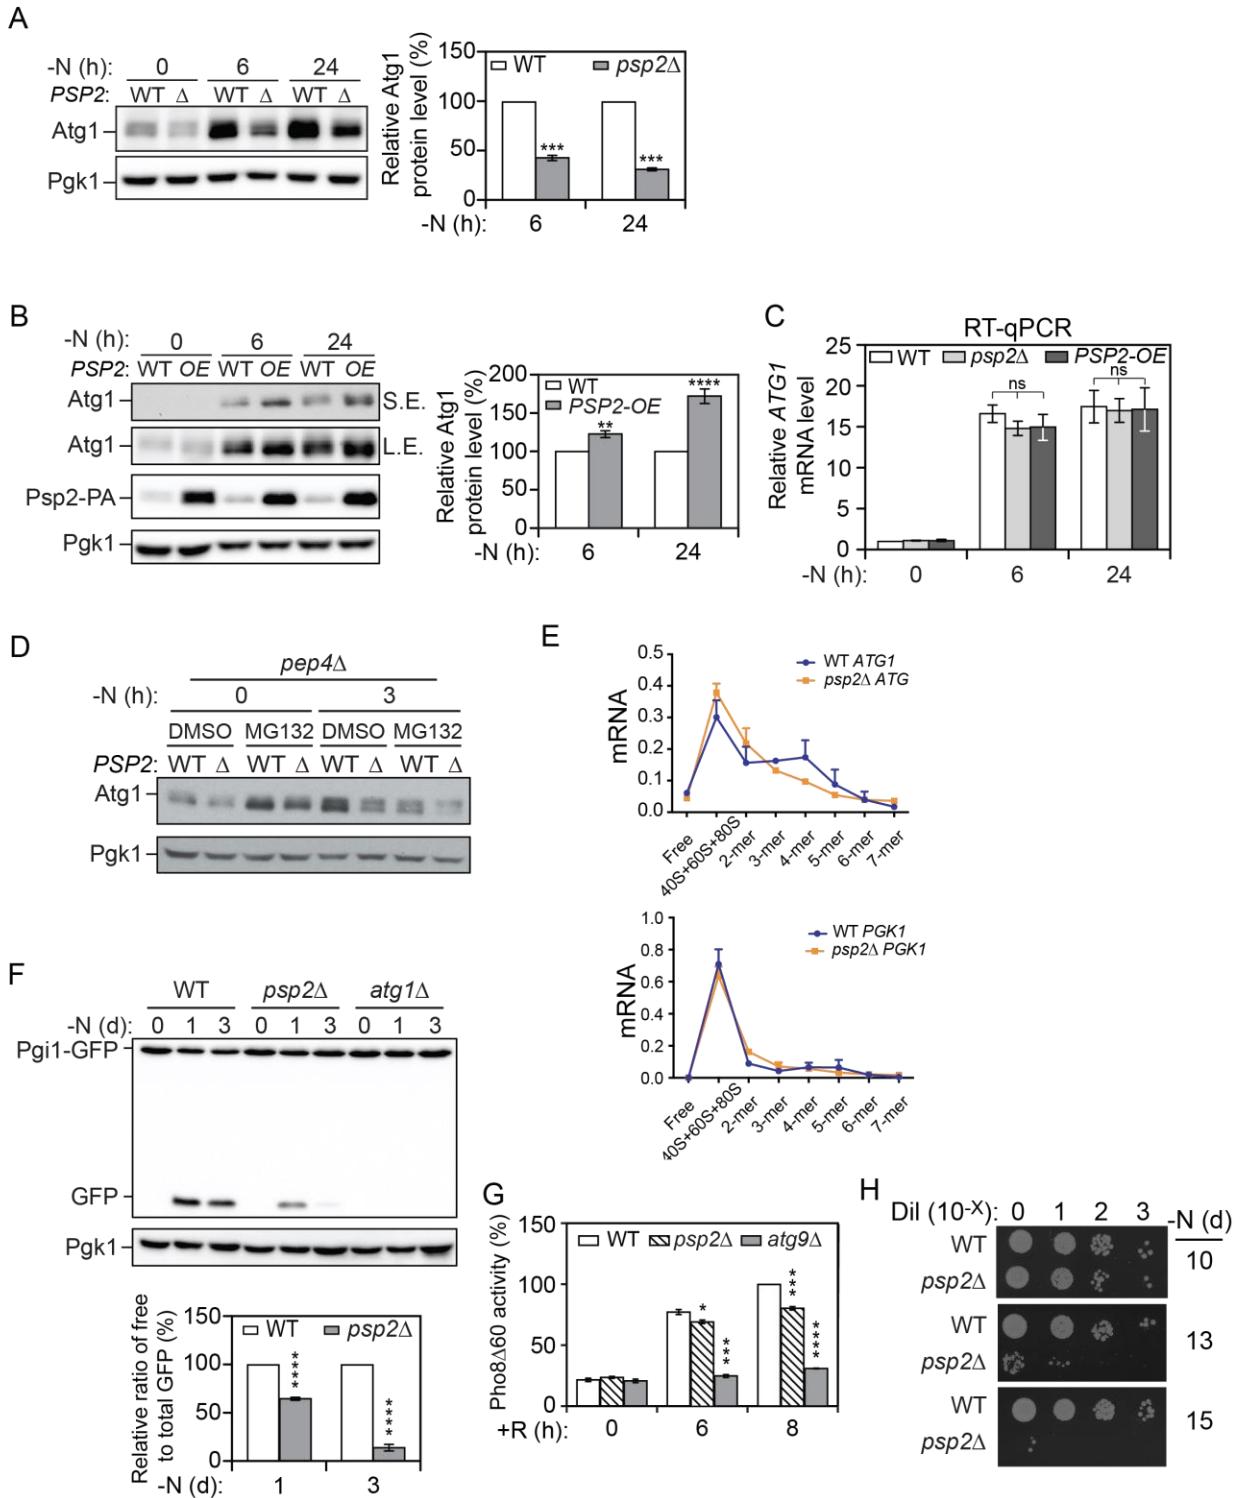 A
-N (h): 0 6 24
PSP2: WT Δ WT Δ WT Δ
Atg1
Pgk1
Relative Atg1
protein level (%)
150
100
50
0
WT psp2Δ
*** ***
-N (h): 6 24
B
-N (h): 0 6 24
PSP2: WT OE WT OE WT OE
Atg1 S.E.
Atg1 L.E.
Psp2-PA
Pgk1
Relative Atg1
protein level (%)
200
150
100
50
0
WT
PSP2-OE
** ****
-N (h): 6 24
C
RT-qPCR
Relative ATG1
mRNA level
25
20
15
10
5
0
WT psp2Δ PSP2-OE
ns ns
-N (h): 0 6 24
D
pep4Δ
-N (h): 0 3
DMSO MG132 DMSO MG132
PSP2: WT Δ WT Δ WT Δ WT Δ
Atg1
Pgk1
E
mRNA
0.5
0.4
0.3
0.2
0.1
0.0
WT ATG1
psp2Δ ATG
Free 40S+60S+80S 2-mer 3-mer 4-mer 5-mer 6-mer 7-mer
mRNA
1.0
0.8
0.6
0.4
0.2
0.0
WT PGK1
psp2Δ PGK1
Free 40S+60S+80S 2-mer 3-mer 4-mer 5-mer 6-mer 7-mer
F
WT psp2Δ atg1Δ
-N (d): 0 1 3 0 1 3 0 1 3
Pgi1-GFP
GFP
Pgk1
Relative ratio of free
to total GFP (%)
150
100
50
0
WT psp2Δ
**** ****
-N (d): 1 3
G
Pho8Δ60 activity (%)
150
100
50
0
WT psp2Δ atg9Δ
* *** *** ****
+R (h): 0 6 8
H
Dil (10-X): 0 1 2 3 -N (d)
WT
psp2Δ
10
WT
psp2Δ
13
WT
psp2Δ
15